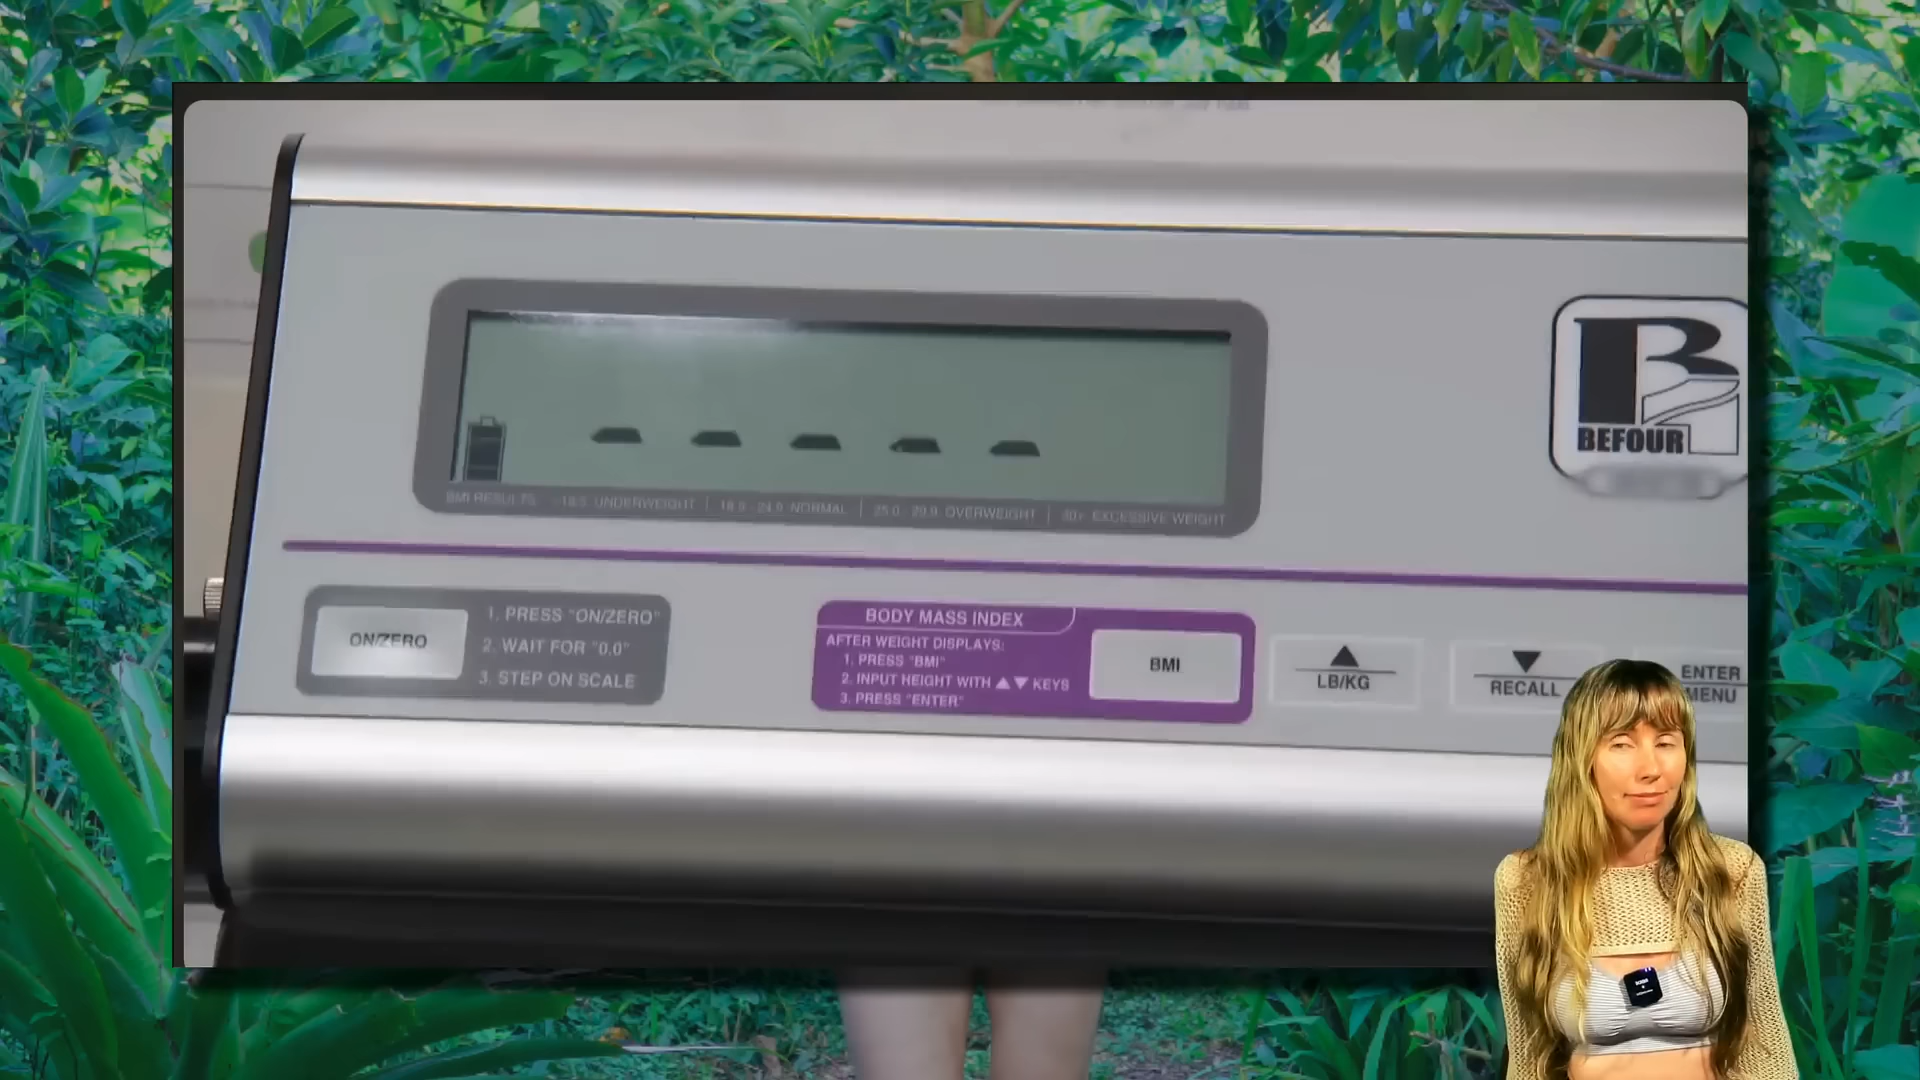 - - - - -
BMI RESULTS: -18.5 UNDERWEIGHT | 18.5 - 24.9 NORMAL | 25.0 - 29.9 OVERWEIGHT | 30+ EXCESSIVE WEIGHT
B4
BEFOUR
ON/ZERO
1. PRESS "ON/ZERO"
2. WAIT FOR "0.0"
3. STEP ON SCALE
BODY MASS INDEX
AFTER WEIGHT DISPLAYS:
1. PRESS "BMI"
2. INPUT HEIGHT WITH ▲▼ KEYS
3. PRESS "ENTER"
BMI
▲
LB/KG
▼
RECALL
ENTER
MENU